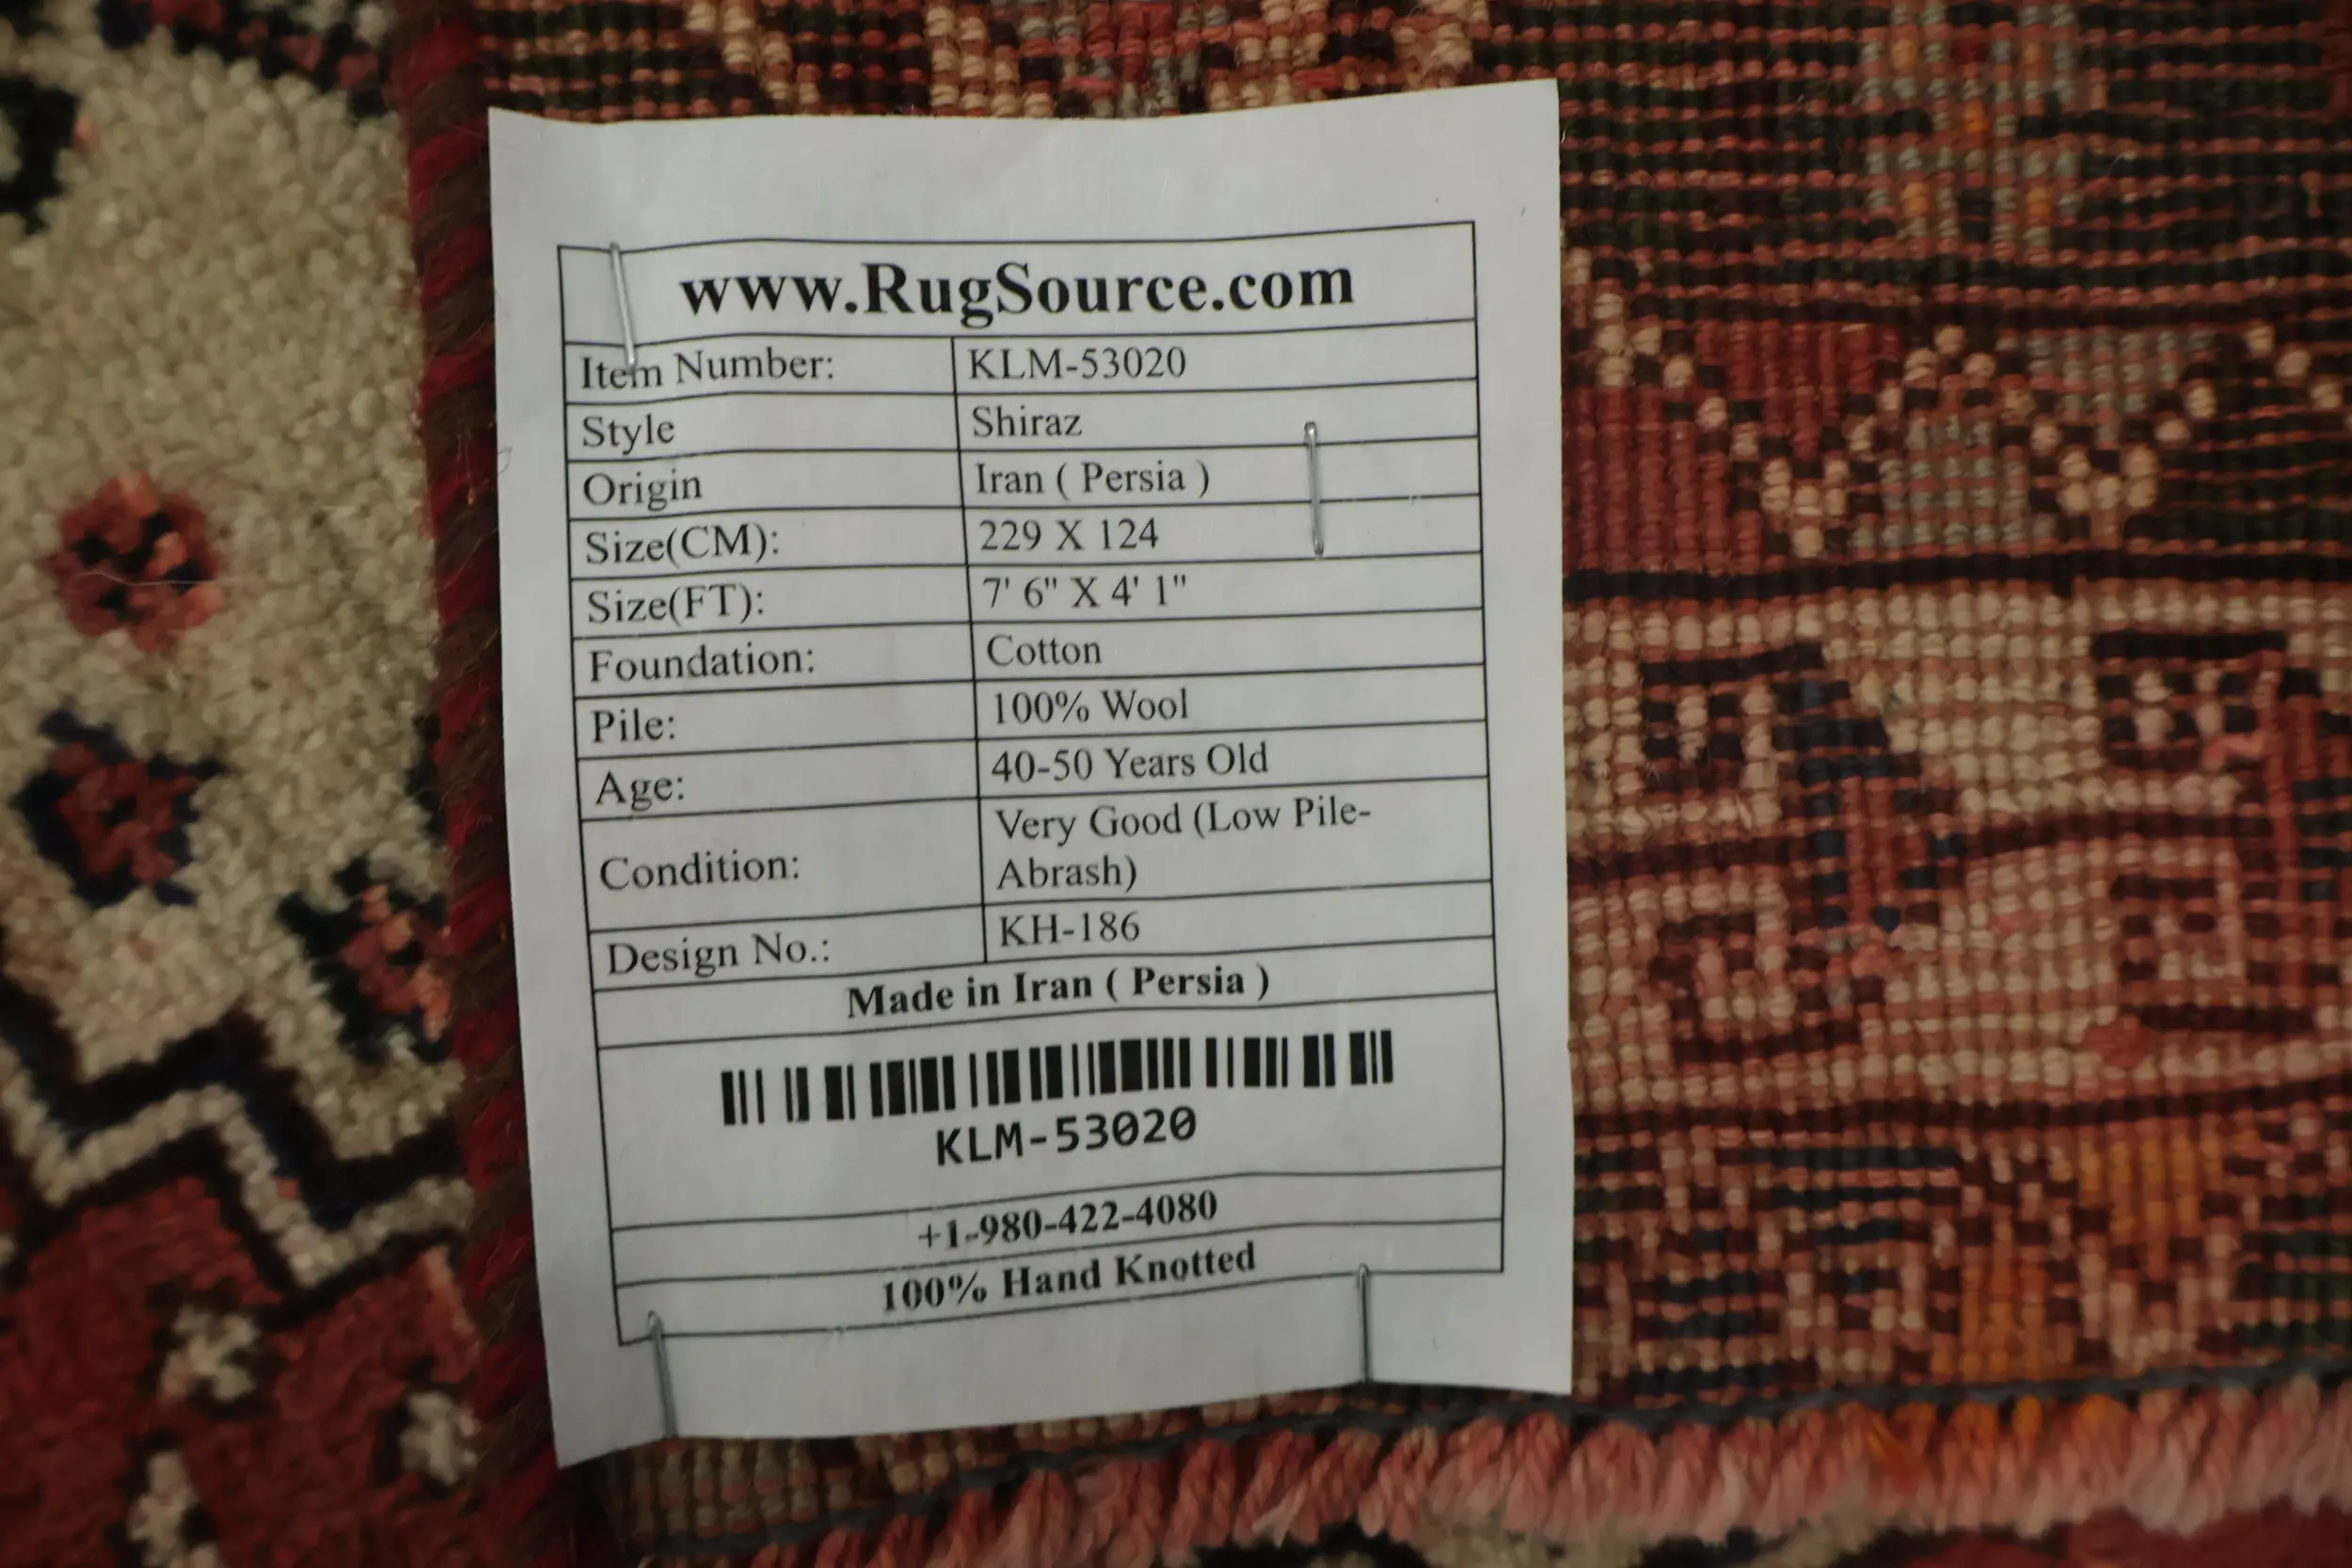 www.RugSource.com
Item Number: KLM-53020
Style Shiraz
Origin Iran ( Persia )
Size(CM): 229 X 124
Size(FT): 7' 6" X 4' 1"
Foundation: Cotton
Pile: 100% Wool
Age: 40-50 Years Old
Condition: Very Good (Low Pile-
Abrash)
Design No.: KH-186
Made in Iran ( Persia )
KLM-53020
+1-980-422-4080
100% Hand Knotted